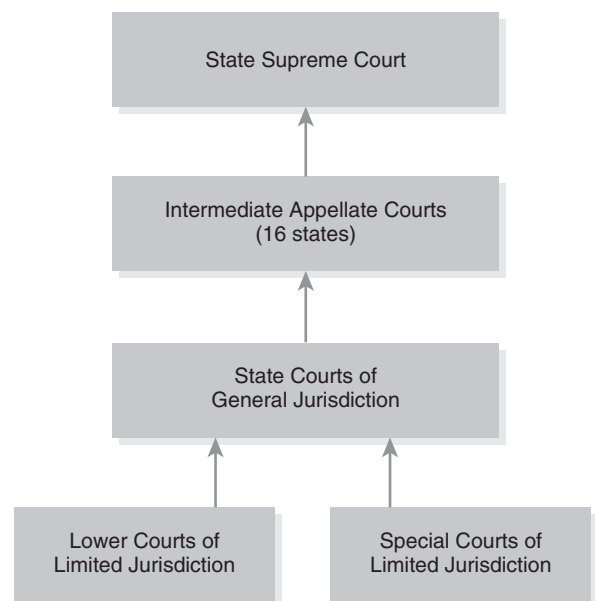 State Supreme Court
Intermediate Appellate Courts
(16 states)
State Courts of
General Jurisdiction
Lower Courts of
Limited Jurisdiction
Special Courts of
Limited Jurisdiction